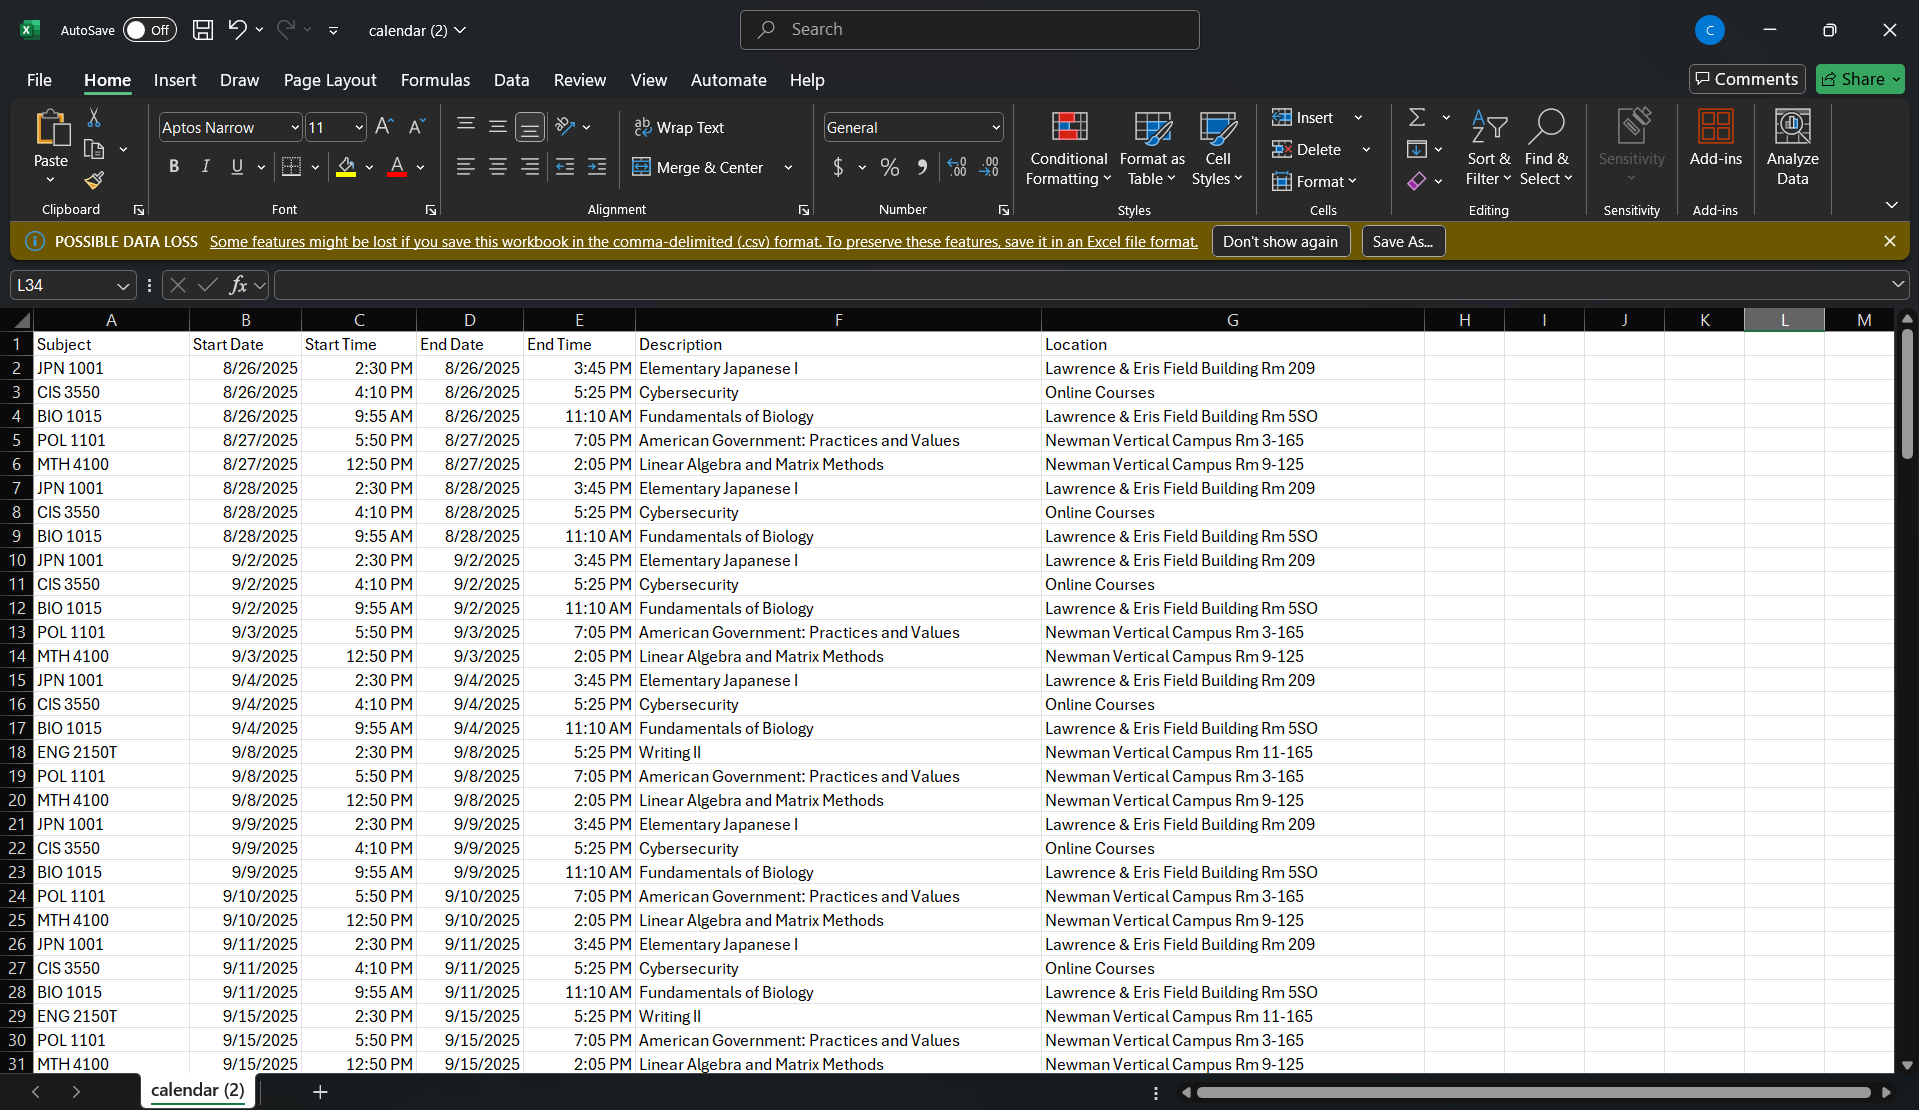 AutoSave Off calendar (2) Search C
File Home Insert Draw Page Layout Formulas Data Review View Automate Help Comments Share
Paste Clipboard
Aptos Narrow 11 A A B I U A Font
ab Wrap Text Merge & Center Alignment
General $ % Number
Conditional Formatting Format as Table Cell Styles Styles
Insert Delete Format Cells
Sort & Filter Find & Select Editing
Sensitivity Sensitivity
Add-ins Add-ins
Analyze Data
POSSIBLE DATA LOSS Some features might be lost if you save this workbook in the comma-delimited (.csv) format. To preserve these features, save it in an Excel file format. Don't show again Save As...
L34 fx
A B C D E F G H I J K L M
1 Subject Start Date Start Time End Date End Time Description Location
2 JPN 1001 8/26/2025 2:30 PM 8/26/2025 3:45 PM Elementary Japanese I Lawrence & Eris Field Building Rm 209
3 CIS 3550 8/26/2025 4:10 PM 8/26/2025 5:25 PM Cybersecurity Online Courses
4 BIO 1015 8/26/2025 9:55 AM 8/26/2025 11:10 AM Fundamentals of Biology Lawrence & Eris Field Building Rm 5SO
5 POL 1101 8/27/2025 5:50 PM 8/27/2025 7:05 PM American Government: Practices and Values Newman Vertical Campus Rm 3-165
6 MTH 4100 8/27/2025 12:50 PM 8/27/2025 2:05 PM Linear Algebra and Matrix Methods Newman Vertical Campus Rm 9-125
7 JPN 1001 8/28/2025 2:30 PM 8/28/2025 3:45 PM Elementary Japanese I Lawrence & Eris Field Building Rm 209
8 CIS 3550 8/28/2025 4:10 PM 8/28/2025 5:25 PM Cybersecurity Online Courses
9 BIO 1015 8/28/2025 9:55 AM 8/28/2025 11:10 AM Fundamentals of Biology Lawrence & Eris Field Building Rm 5SO
10 JPN 1001 9/2/2025 2:30 PM 9/2/2025 3:45 PM Elementary Japanese I Lawrence & Eris Field Building Rm 209
11 CIS 3550 9/2/2025 4:10 PM 9/2/2025 5:25 PM Cybersecurity Online Courses
12 BIO 1015 9/2/2025 9:55 AM 9/2/2025 11:10 AM Fundamentals of Biology Lawrence & Eris Field Building Rm 5SO
13 POL 1101 9/3/2025 5:50 PM 9/3/2025 7:05 PM American Government: Practices and Values Newman Vertical Campus Rm 3-165
14 MTH 4100 9/3/2025 12:50 PM 9/3/2025 2:05 PM Linear Algebra and Matrix Methods Newman Vertical Campus Rm 9-125
15 JPN 1001 9/4/2025 2:30 PM 9/4/2025 3:45 PM Elementary Japanese I Lawrence & Eris Field Building Rm 209
16 CIS 3550 9/4/2025 4:10 PM 9/4/2025 5:25 PM Cybersecurity Online Courses
17 BIO 1015 9/4/2025 9:55 AM 9/4/2025 11:10 AM Fundamentals of Biology Lawrence & Eris Field Building Rm 5SO
18 ENG 2150T 9/8/2025 2:30 PM 9/8/2025 5:25 PM Writing II Newman Vertical Campus Rm 11-165
19 POL 1101 9/8/2025 5:50 PM 9/8/2025 7:05 PM American Government: Practices and Values Newman Vertical Campus Rm 3-165
20 MTH 4100 9/8/2025 12:50 PM 9/8/2025 2:05 PM Linear Algebra and Matrix Methods Newman Vertical Campus Rm 9-125
21 JPN 1001 9/9/2025 2:30 PM 9/9/2025 3:45 PM Elementary Japanese I Lawrence & Eris Field Building Rm 209
22 CIS 3550 9/9/2025 4:10 PM 9/9/2025 5:25 PM Cybersecurity Online Courses
23 BIO 1015 9/9/2025 9:55 AM 9/9/2025 11:10 AM Fundamentals of Biology Lawrence & Eris Field Building Rm 5SO
24 POL 1101 9/10/2025 5:50 PM 9/10/2025 7:05 PM American Government: Practices and Values Newman Vertical Campus Rm 3-165
25 MTH 4100 9/10/2025 12:50 PM 9/10/2025 2:05 PM Linear Algebra and Matrix Methods Newman Vertical Campus Rm 9-125
26 JPN 1001 9/11/2025 2:30 PM 9/11/2025 3:45 PM Elementary Japanese I Lawrence & Eris Field Building Rm 209
27 CIS 3550 9/11/2025 4:10 PM 9/11/2025 5:25 PM Cybersecurity Online Courses
28 BIO 1015 9/11/2025 9:55 AM 9/11/2025 11:10 AM Fundamentals of Biology Lawrence & Eris Field Building Rm 5SO
29 ENG 2150T 9/15/2025 2:30 PM 9/15/2025 5:25 PM Writing II Newman Vertical Campus Rm 11-165
30 POL 1101 9/15/2025 5:50 PM 9/15/2025 7:05 PM American Government: Practices and Values Newman Vertical Campus Rm 3-165
31 MTH 4100 9/15/2025 12:50 PM 9/15/2025 2:05 PM Linear Algebra and Matrix Methods Newman Vertical Campus Rm 9-125
calendar (2)